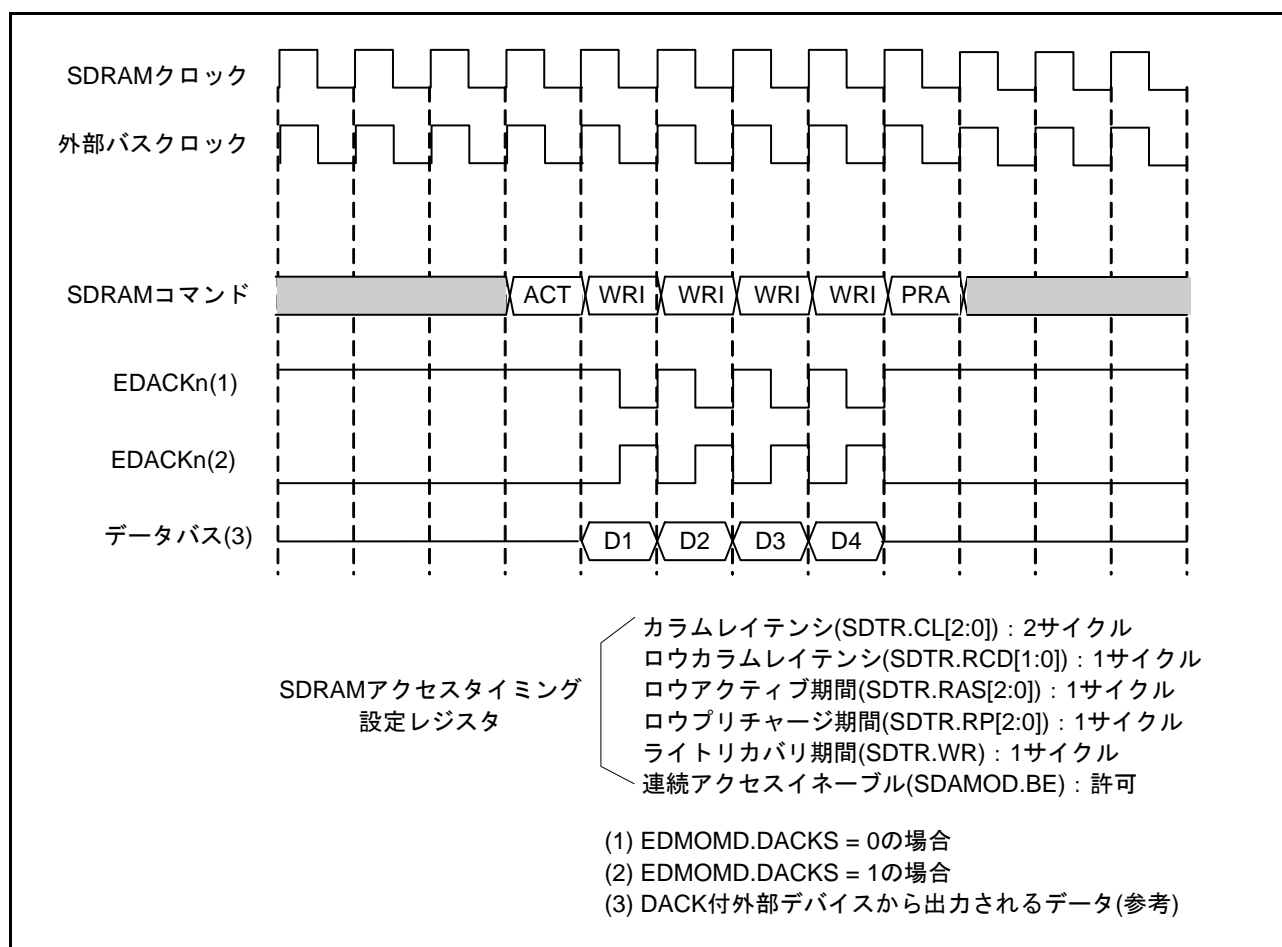 SDRAMクロック
外部バスクロック
SDRAMコマンド
ACT WRI WRI WRI WRI PRA
EDACKn(1)
EDACKn(2)
データバス(3)
D1 D2 D3 D4
SDRAMアクセスタイミング
設定レジスタ
カラムレイテンシ(SDTR.CL[2:0])：2サイクル
ロウカラムレイテンシ(SDTR.RCD[1:0])：1サイクル
ロウアクティブ期間(SDTR.RAS[2:0])：1サイクル
ロウプリチャージ期間(SDTR.RP[2:0])：1サイクル
ライトリカバリ期間(SDTR.WR)：1サイクル
連続アクセスイネーブル(SDAMOD.BE)：許可
(1) EDMOMD.DACKS = 0の場合
(2) EDMOMD.DACKS = 1の場合
(3) DACK付外部デバイスから出力されるデータ(参考)